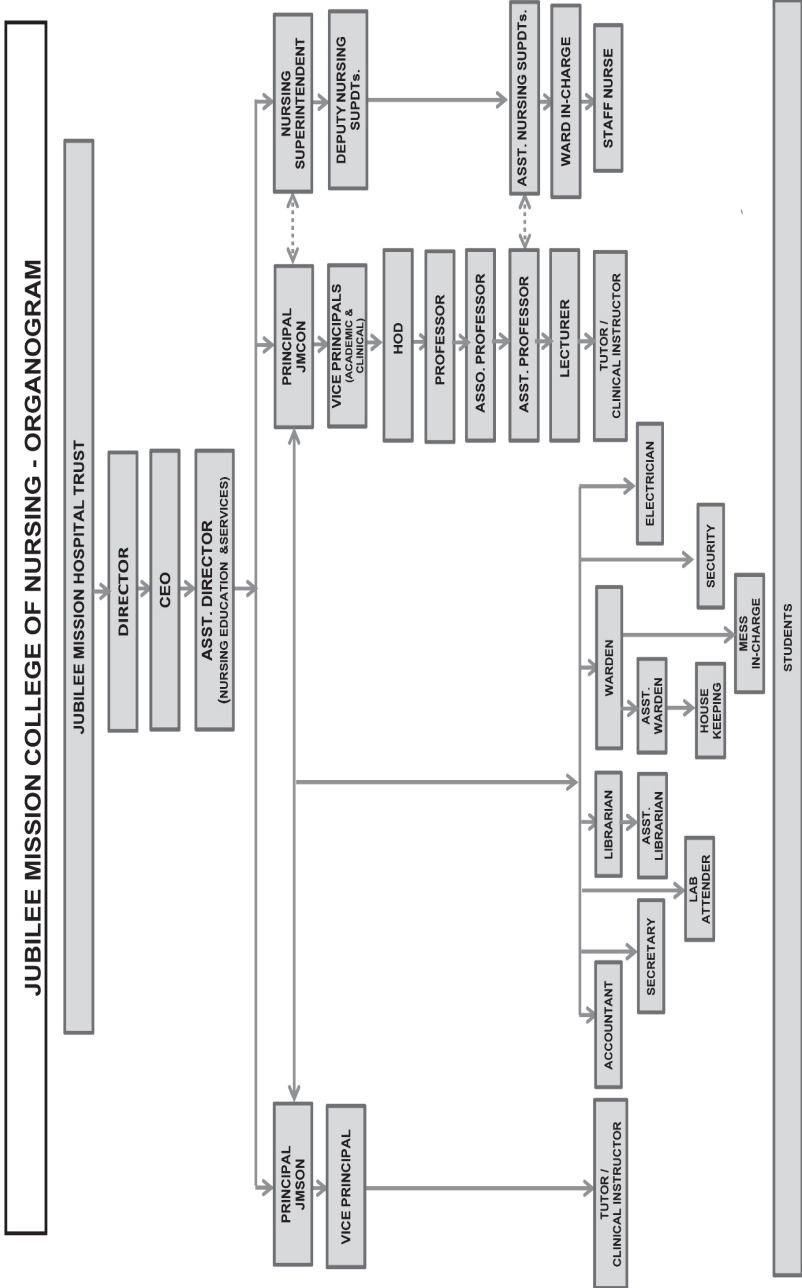 JUBILEE MISSION COLLEGE OF NURSING - ORGANOGRAM
JUBILEE MISSION HOSPITAL TRUST
DIRECTOR
CEO
ASST. DIRECTOR
(NURSING EDUCATION &SERVICES)
PRINCIPAL
JMSON
VICE PRINCIPAL
TUTOR /
CLINICAL INSTRUCTOR
PRINCIPAL
JMCON
VICE PRINCIPALS
(ACADEMIC &
CLINICAL)
HOD
PROFESSOR
ASSO. PROFESSOR
ASST. PROFESSOR
LECTURER
TUTOR /
CLINICAL INSTRUCTOR
NURSING
SUPERINTENDENT
DEPUTY NURSING
SUPDTs.
ASST. NURSING SUPDTs.
WARD IN-CHARGE
STAFF NURSE
ACCOUNTANT
SECRETARY
LAB
ATTENDER
LIBRARIAN
ASST.
LIBRARIAN
WARDEN
ASST.
WARDEN
HOUSE
KEEPING
MESS
IN-CHARGE
SECURITY
ELECTRICIAN
STUDENTS